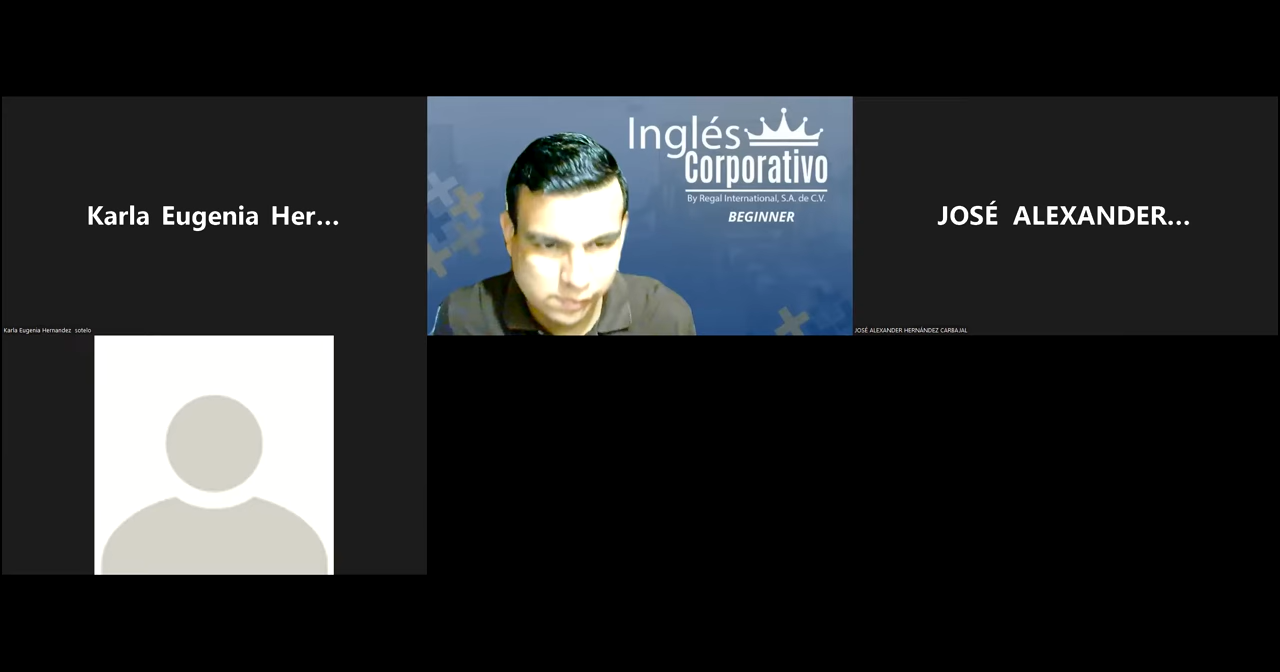 Karla Eugenia Her...
Inglés
Corporativo
By Regal International, S.A. de C.V.
BEGINNER
JOSÉ ALEXANDER...
Karla Eugenia Hernandez sotelo
JOSÉ ALEXANDER HERNÁNDEZ CARBAJAL